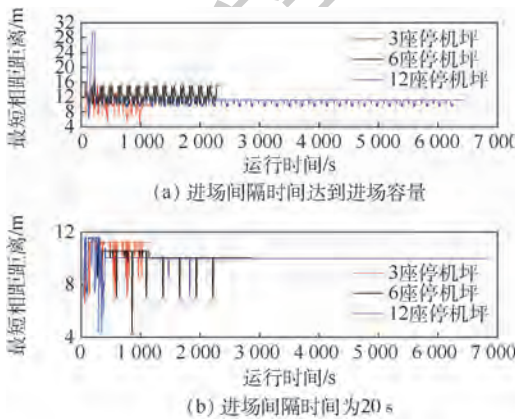 最短相距距离/m
32
28
24
20
16
12
8
4
0
1 000
2 000
3 000
4 000
5 000
6 000
7 000
3座停机坪
6座停机坪
12座停机坪
运行时间/s
(a) 进场间隔时间达到进场容量
最短相距距离/m
12
8
4
0
1 000
2 000
3 000
4 000
5 000
6 000
7 000
3座停机坪
6座停机坪
12座停机坪
运行时间/s
(b) 进场间隔时间为20 s